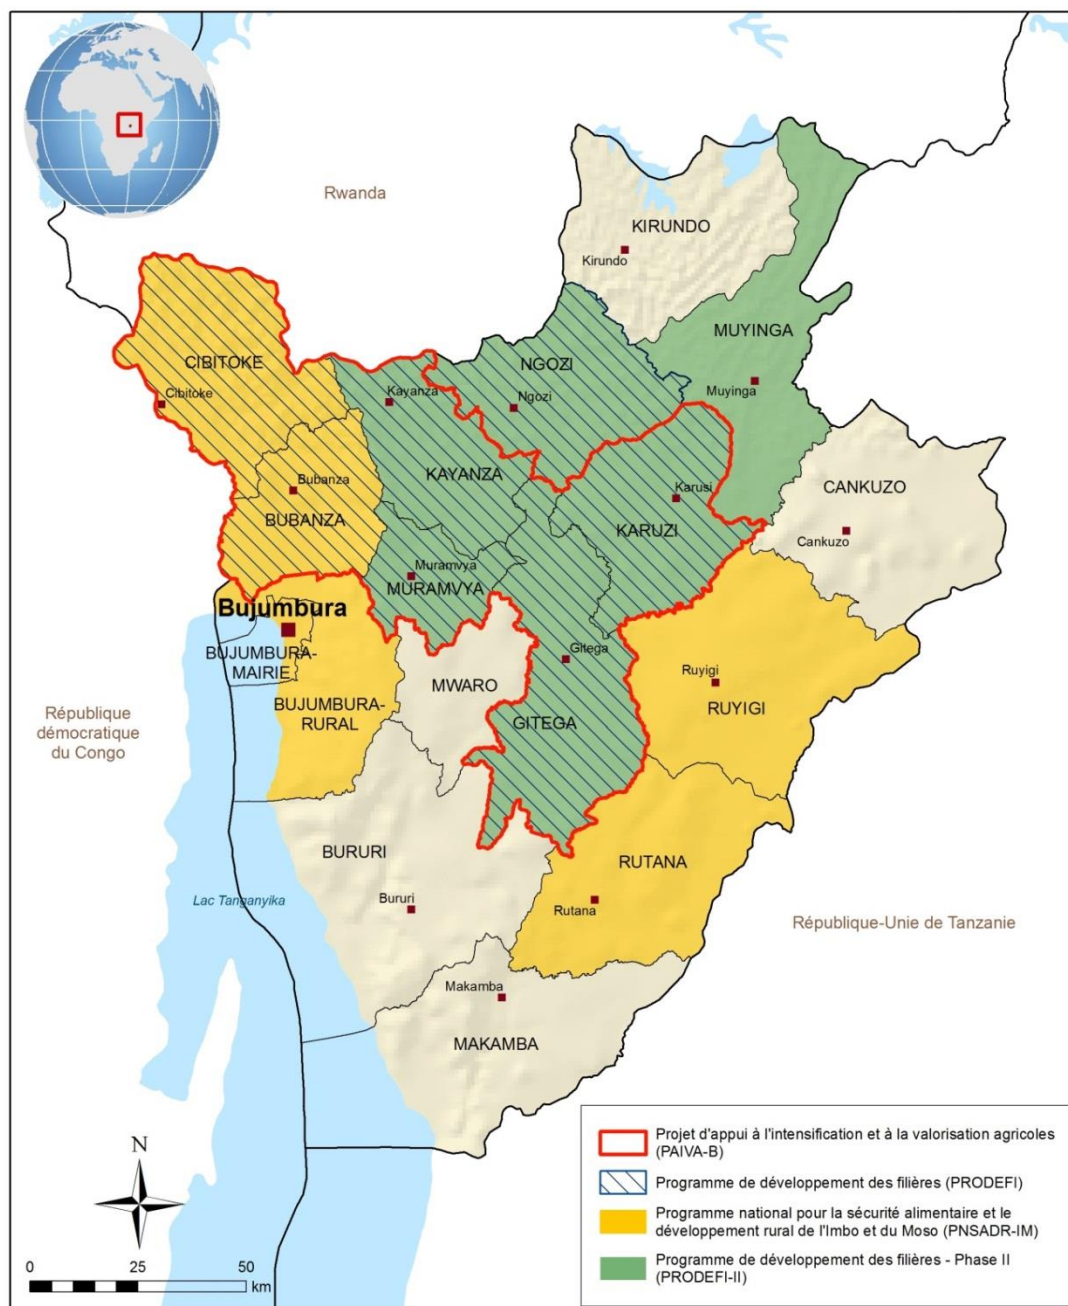 Rwanda
KIRUNDO
Kirundo
MUYINGA
Muyinga
NGOZI
Ngozi
CIBITOKE
Cibitoke
Kayanza
KAYANZA
Bubanza
BUBANZA
Karusi
KARUZI
CANKUZO
Cankuzo
Muramvya
MURAMVYA
Bujumbura
BUJUMBURA-
MAIRIE
BUJUMBURA-
RURAL
MWARO
Gitega
GITEGA
Ruyigi
RUYIGI
République
démocratique
du Congo
BURURI
Bururi
RUTANA
Rutana
Lac Tanganyika
République-Unie de Tanzanie
Makamba
MAKAMBA
N
0 25 50
km
Projet d'appui à l'intensification et à la valorisation agricoles
(PAIVA-B)
Programme de développement des filières (PRODEFI)
Programme national pour la sécurité alimentaire et le
développement rural de l'Imbo et du Moso (PNSADR-IM)
Programme de développement des filières - Phase II
(PRODEFI-II)